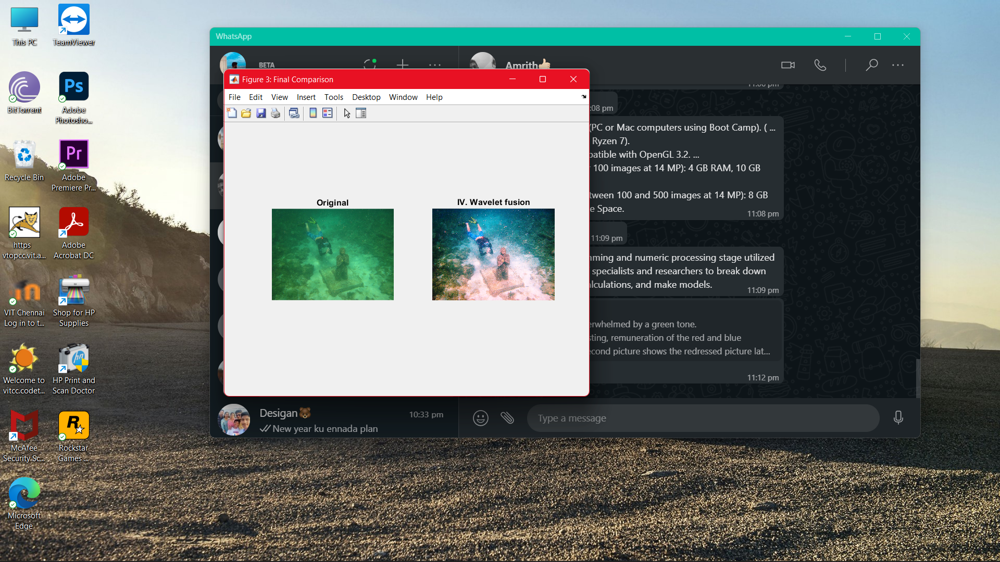 This PC
TeamViewer
BitTorrent
Ps
Adobe
Photosho...
Recycle Bin
Pr
Adobe
Premiere Pr...
https
vtopcc.vit.a...
Adobe
Acrobat DC
VIT Chennai
Log in to t...
Shop for HP
Supplies
Welcome to
vitcc.codet...
HP Print and
Scan Doctor
McAfee
Security Sc...
Rockstar
Games ...
Microsoft
Edge
WhatsApp
BETA
Amrith👍🏻
Figure 3: Final Comparison
File Edit View Insert Tools Desktop Window Help
Original
IV. Wavelet fusion
:08 pm
(PC or Mac computers using Boot Camp). ( ...
Ryzen 7).
patible with OpenGL 3.2. ...
100 images at 14 MP): 4 GB RAM, 10 GB
tween 100 and 500 images at 14 MP): 8 GB
e Space.
11:08 pm
11:09 pm
mming and numeric processing stage utilized
specialists and researchers to break down
lculations, and make models.
11:09 pm
erwhelmed by a green tone.
sting, remuneration of the red and blue
econd picture shows the redressed picture lat...
11:12 pm
Desigan🐻
10:33 pm
New year ku ennada plan
Type a message